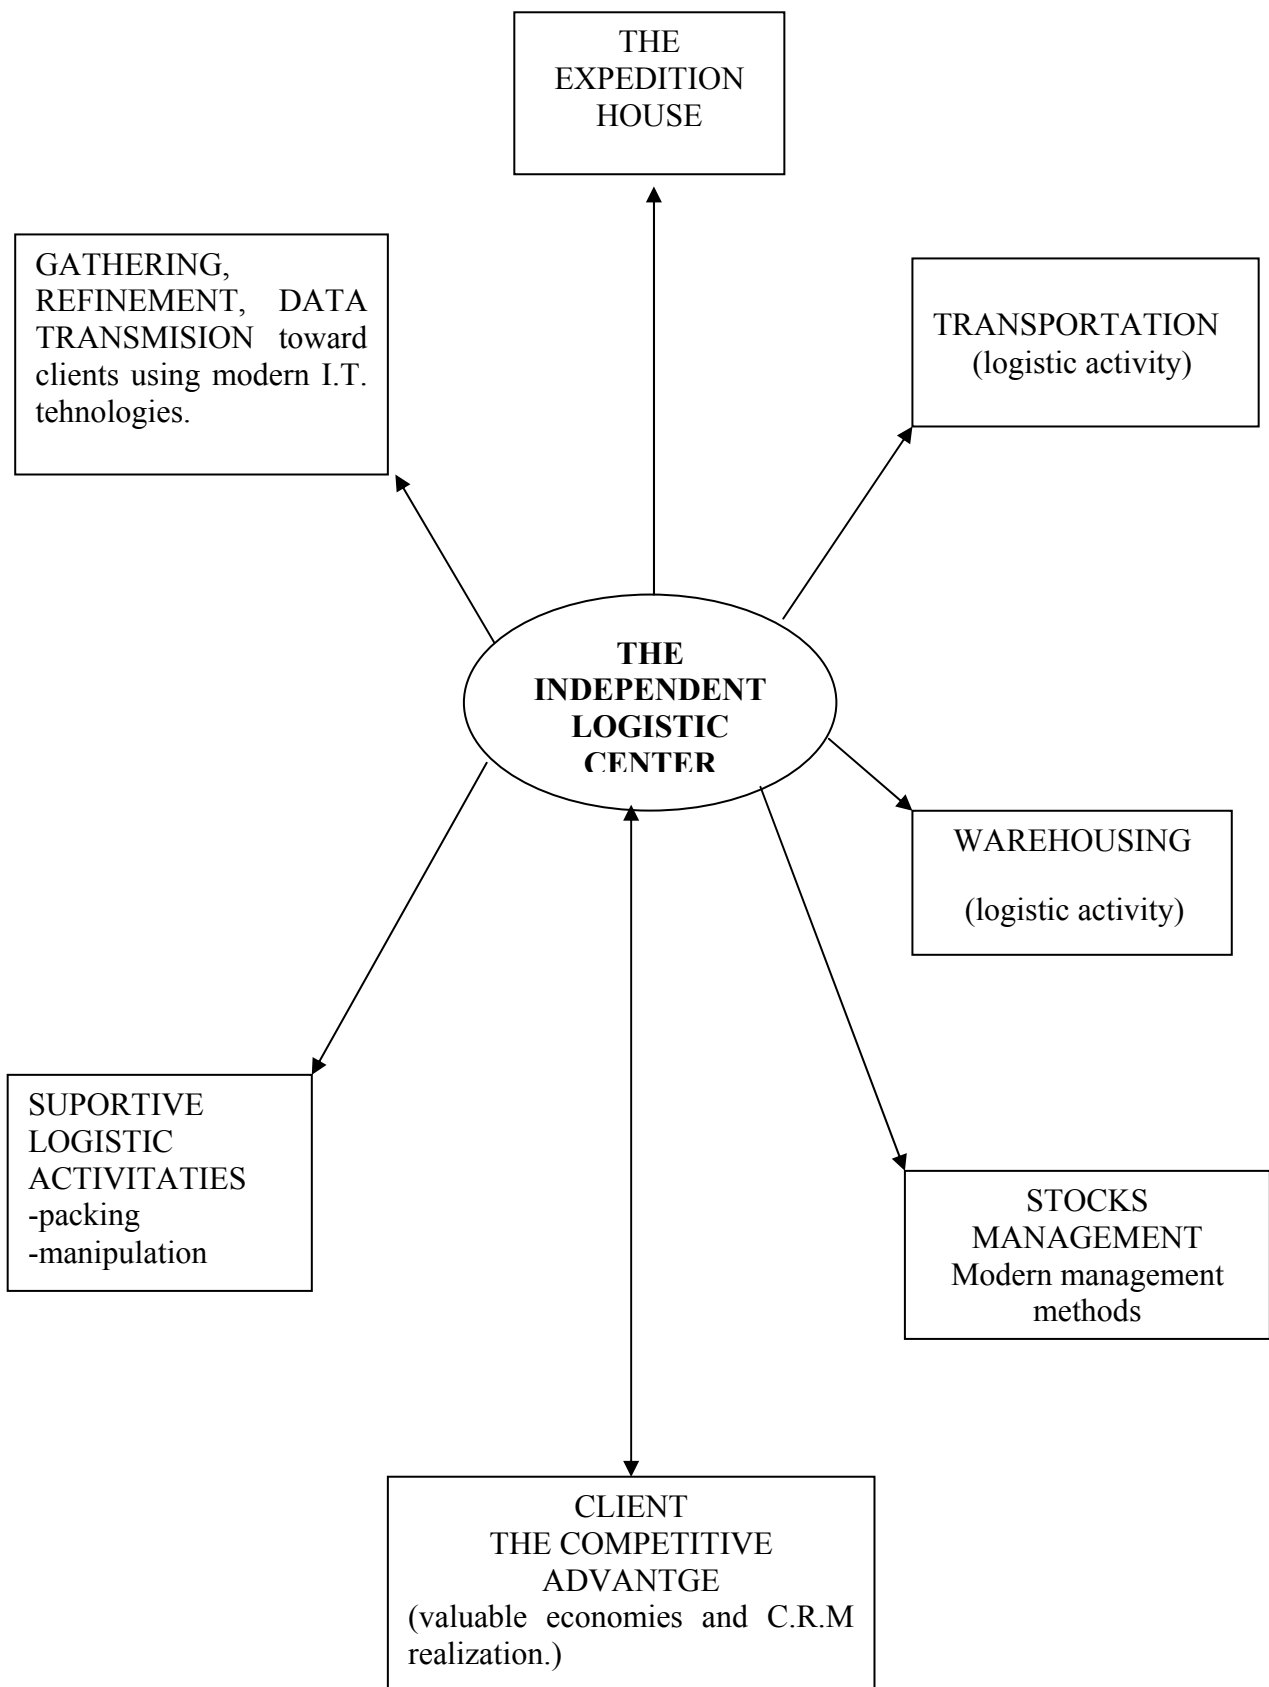 THE
EXPEDITION
HOUSE
GATHERING,
REFINEMENT, DATA
TRANSMISION toward
clients using modern I.T.
tehnologies.
TRANSPORTATION
(logistic activity)
THE
INDEPENDENT
LOGISTIC
CENTER
WAREHOUSING
(logistic activity)
SUPORTIVE
LOGISTIC
ACTIVITATIES
-packing
-manipulation
STOCKS
MANAGEMENT
Modern management
methods
CLIENT
THE COMPETITIVE
ADVANTGE
(valuable economies and C.R.M
realization.)